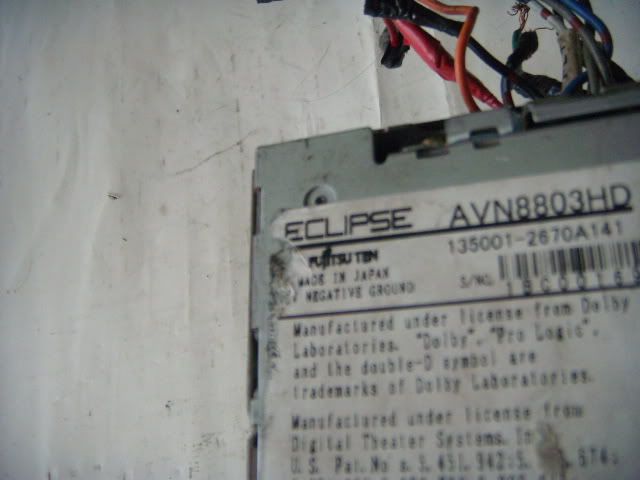 ECLIPSE AVN8803HD
FUJITSU TEN 135001-2670A141
MADE IN JAPAN S/NO.
NEGATIVE GROUND
Manufactured under license from Dolby
Laboratories. "Dolby", "Pro Logic",
and the double-D symbol are
trademarks of Dolby Laboratories.
Manufactured under license from
Digital Theater Systems, In
U. S. Pat. No